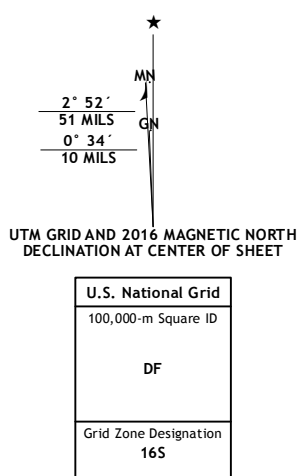 MN
2° 52´
51 MILS
GN
0° 34´
10 MILS
UTM GRID AND 2016 MAGNETIC NORTH
DECLINATION AT CENTER OF SHEET
U.S. National Grid
100,000-m Square ID
DF
Grid Zone Designation
16S